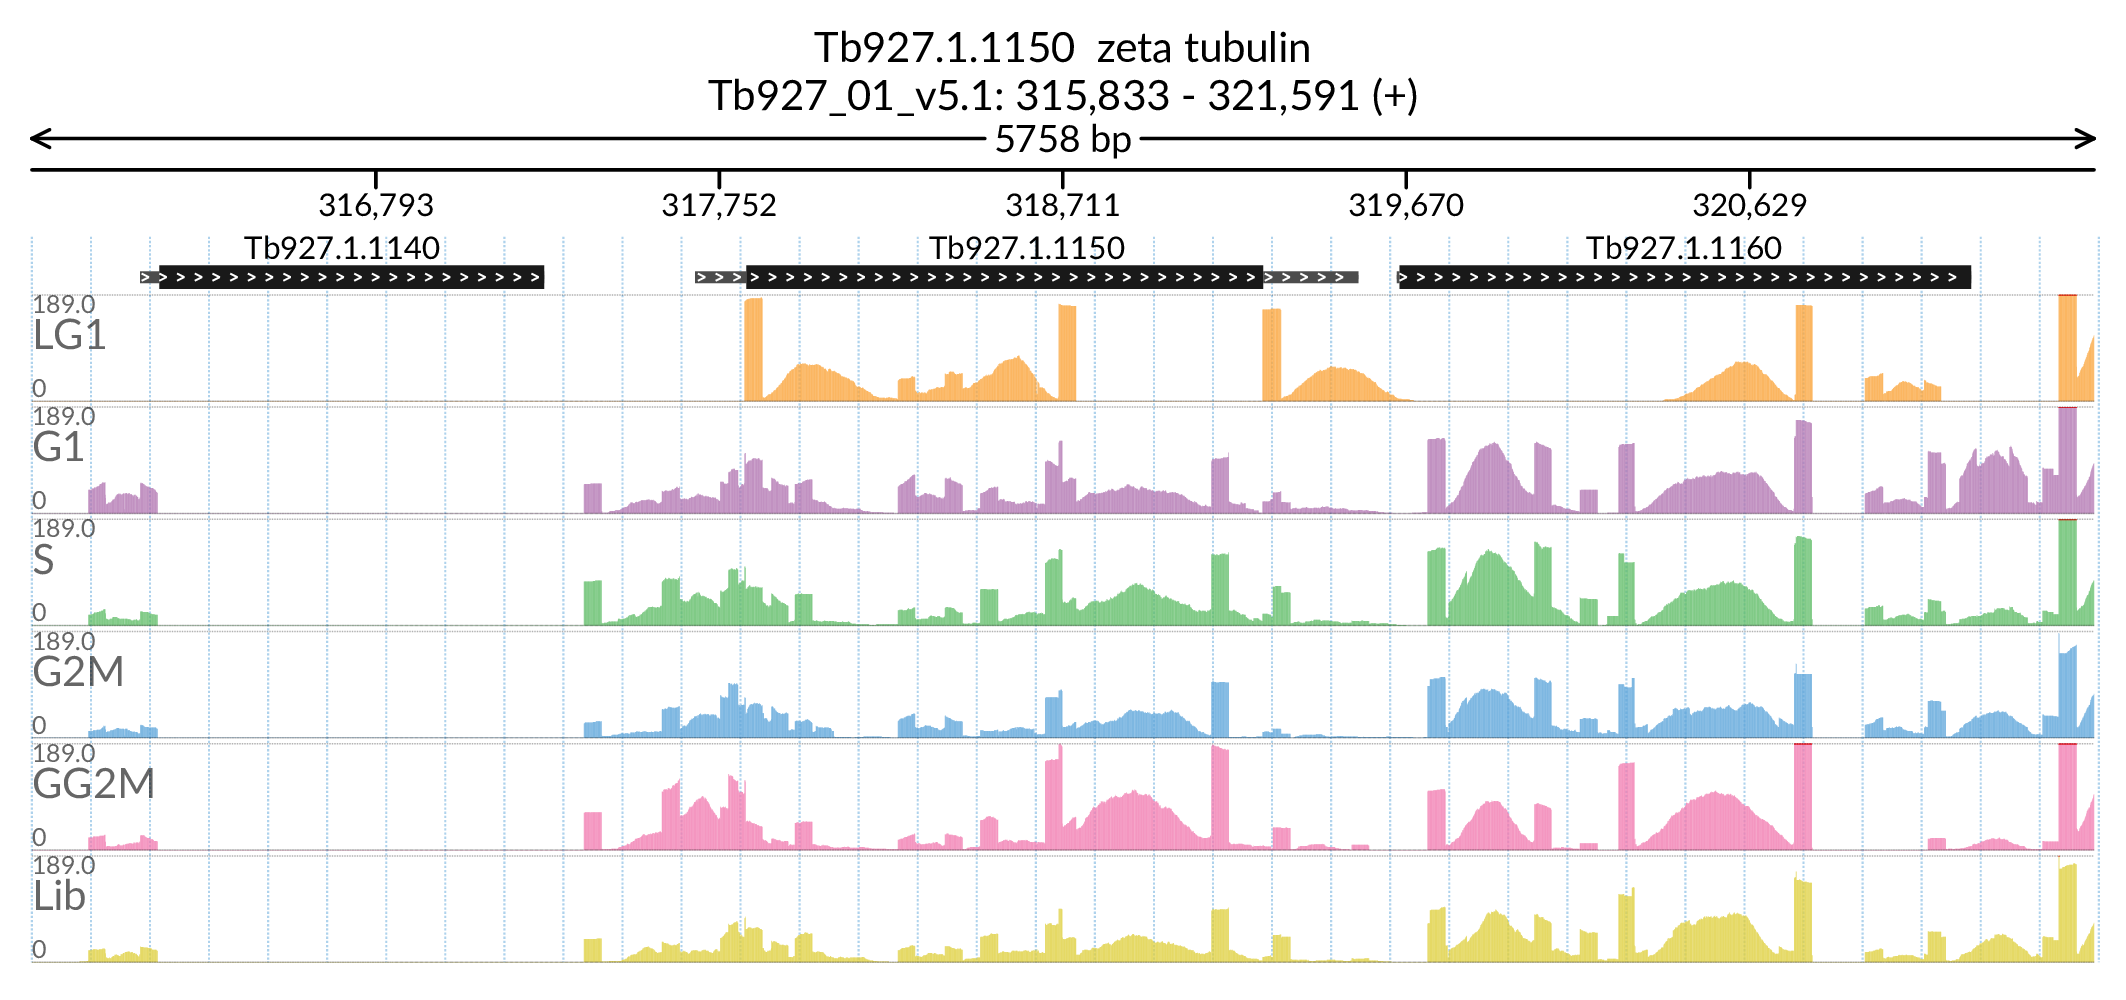 Tb927.1.1150  zeta tubulin
Tb927_01_v5.1: 315,833 - 321,591 (+)
5758 bp
316,793 317,752 318,711 319,670 320,629
Tb927.1.1140 Tb927.1.1150 Tb927.1.1160
189.0
LG1
0
189.0
G1
0
189.0
S
0
189.0
G2M
0
189.0
GG2M
0
189.0
Lib
0